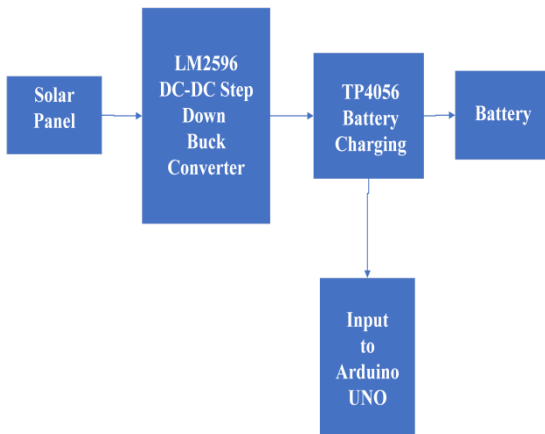 Solar
Panel
LM2596
DC-DC Step
Down
Buck
Converter
TP4056
Battery
Charging
Battery
Input
to
Arduino
UNO